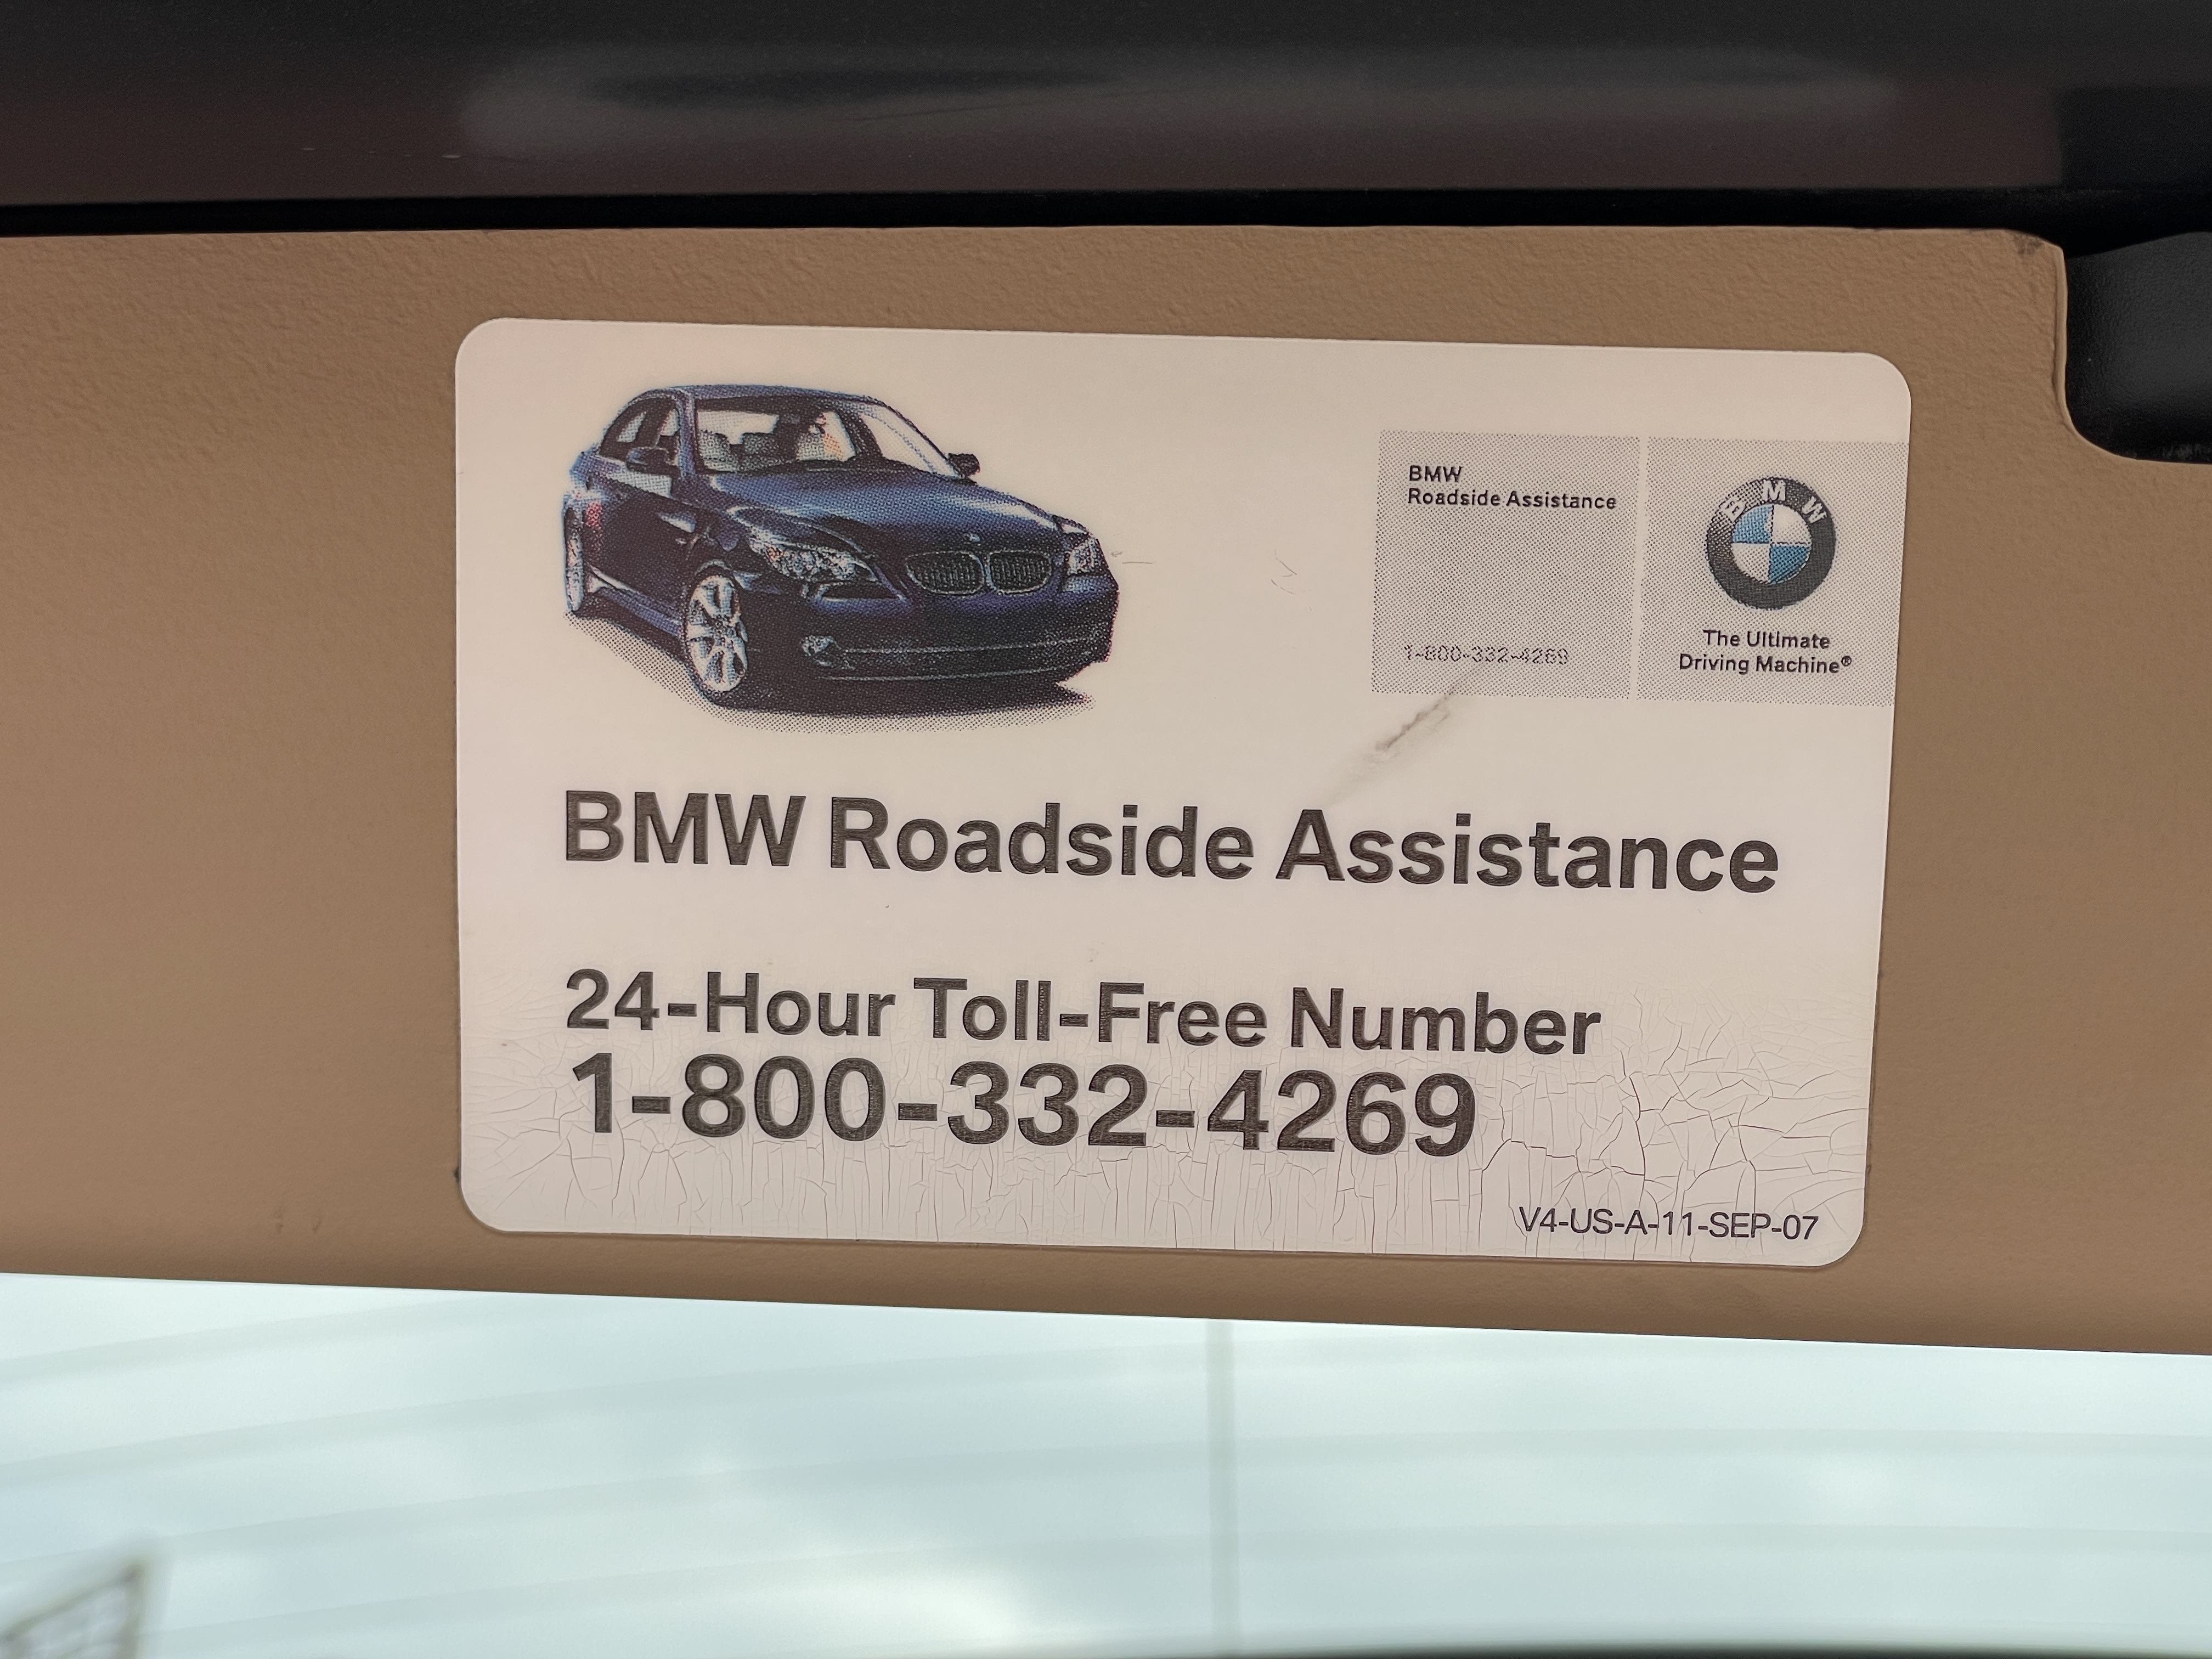 BMW
Roadside Assistance
1-800-332-4269
BMW
The Ultimate
Driving Machine®
BMW Roadside Assistance
24-Hour Toll-Free Number
1-800-332-4269
V4-US-A-11-SEP-07